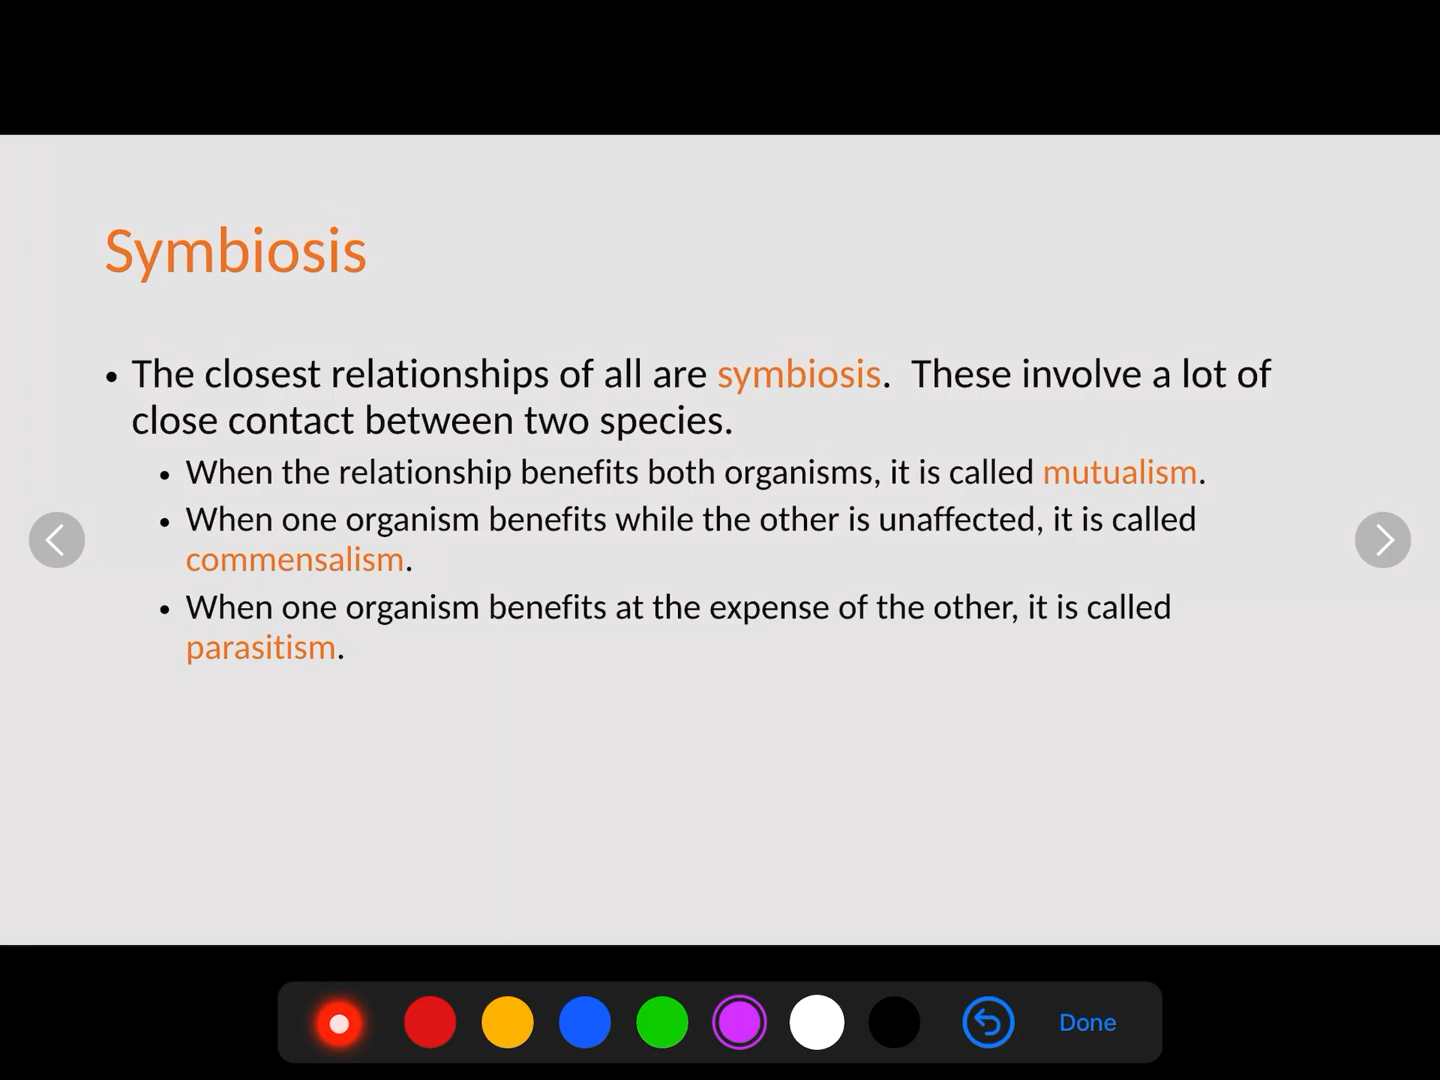 Symbiosis
• The closest relationships of all are symbiosis.  These involve a lot of
close contact between two species.
• When the relationship benefits both organisms, it is called mutualism.
• When one organism benefits while the other is unaffected, it is called
commensalism.
• When one organism benefits at the expense of the other, it is called
parasitism.
Done